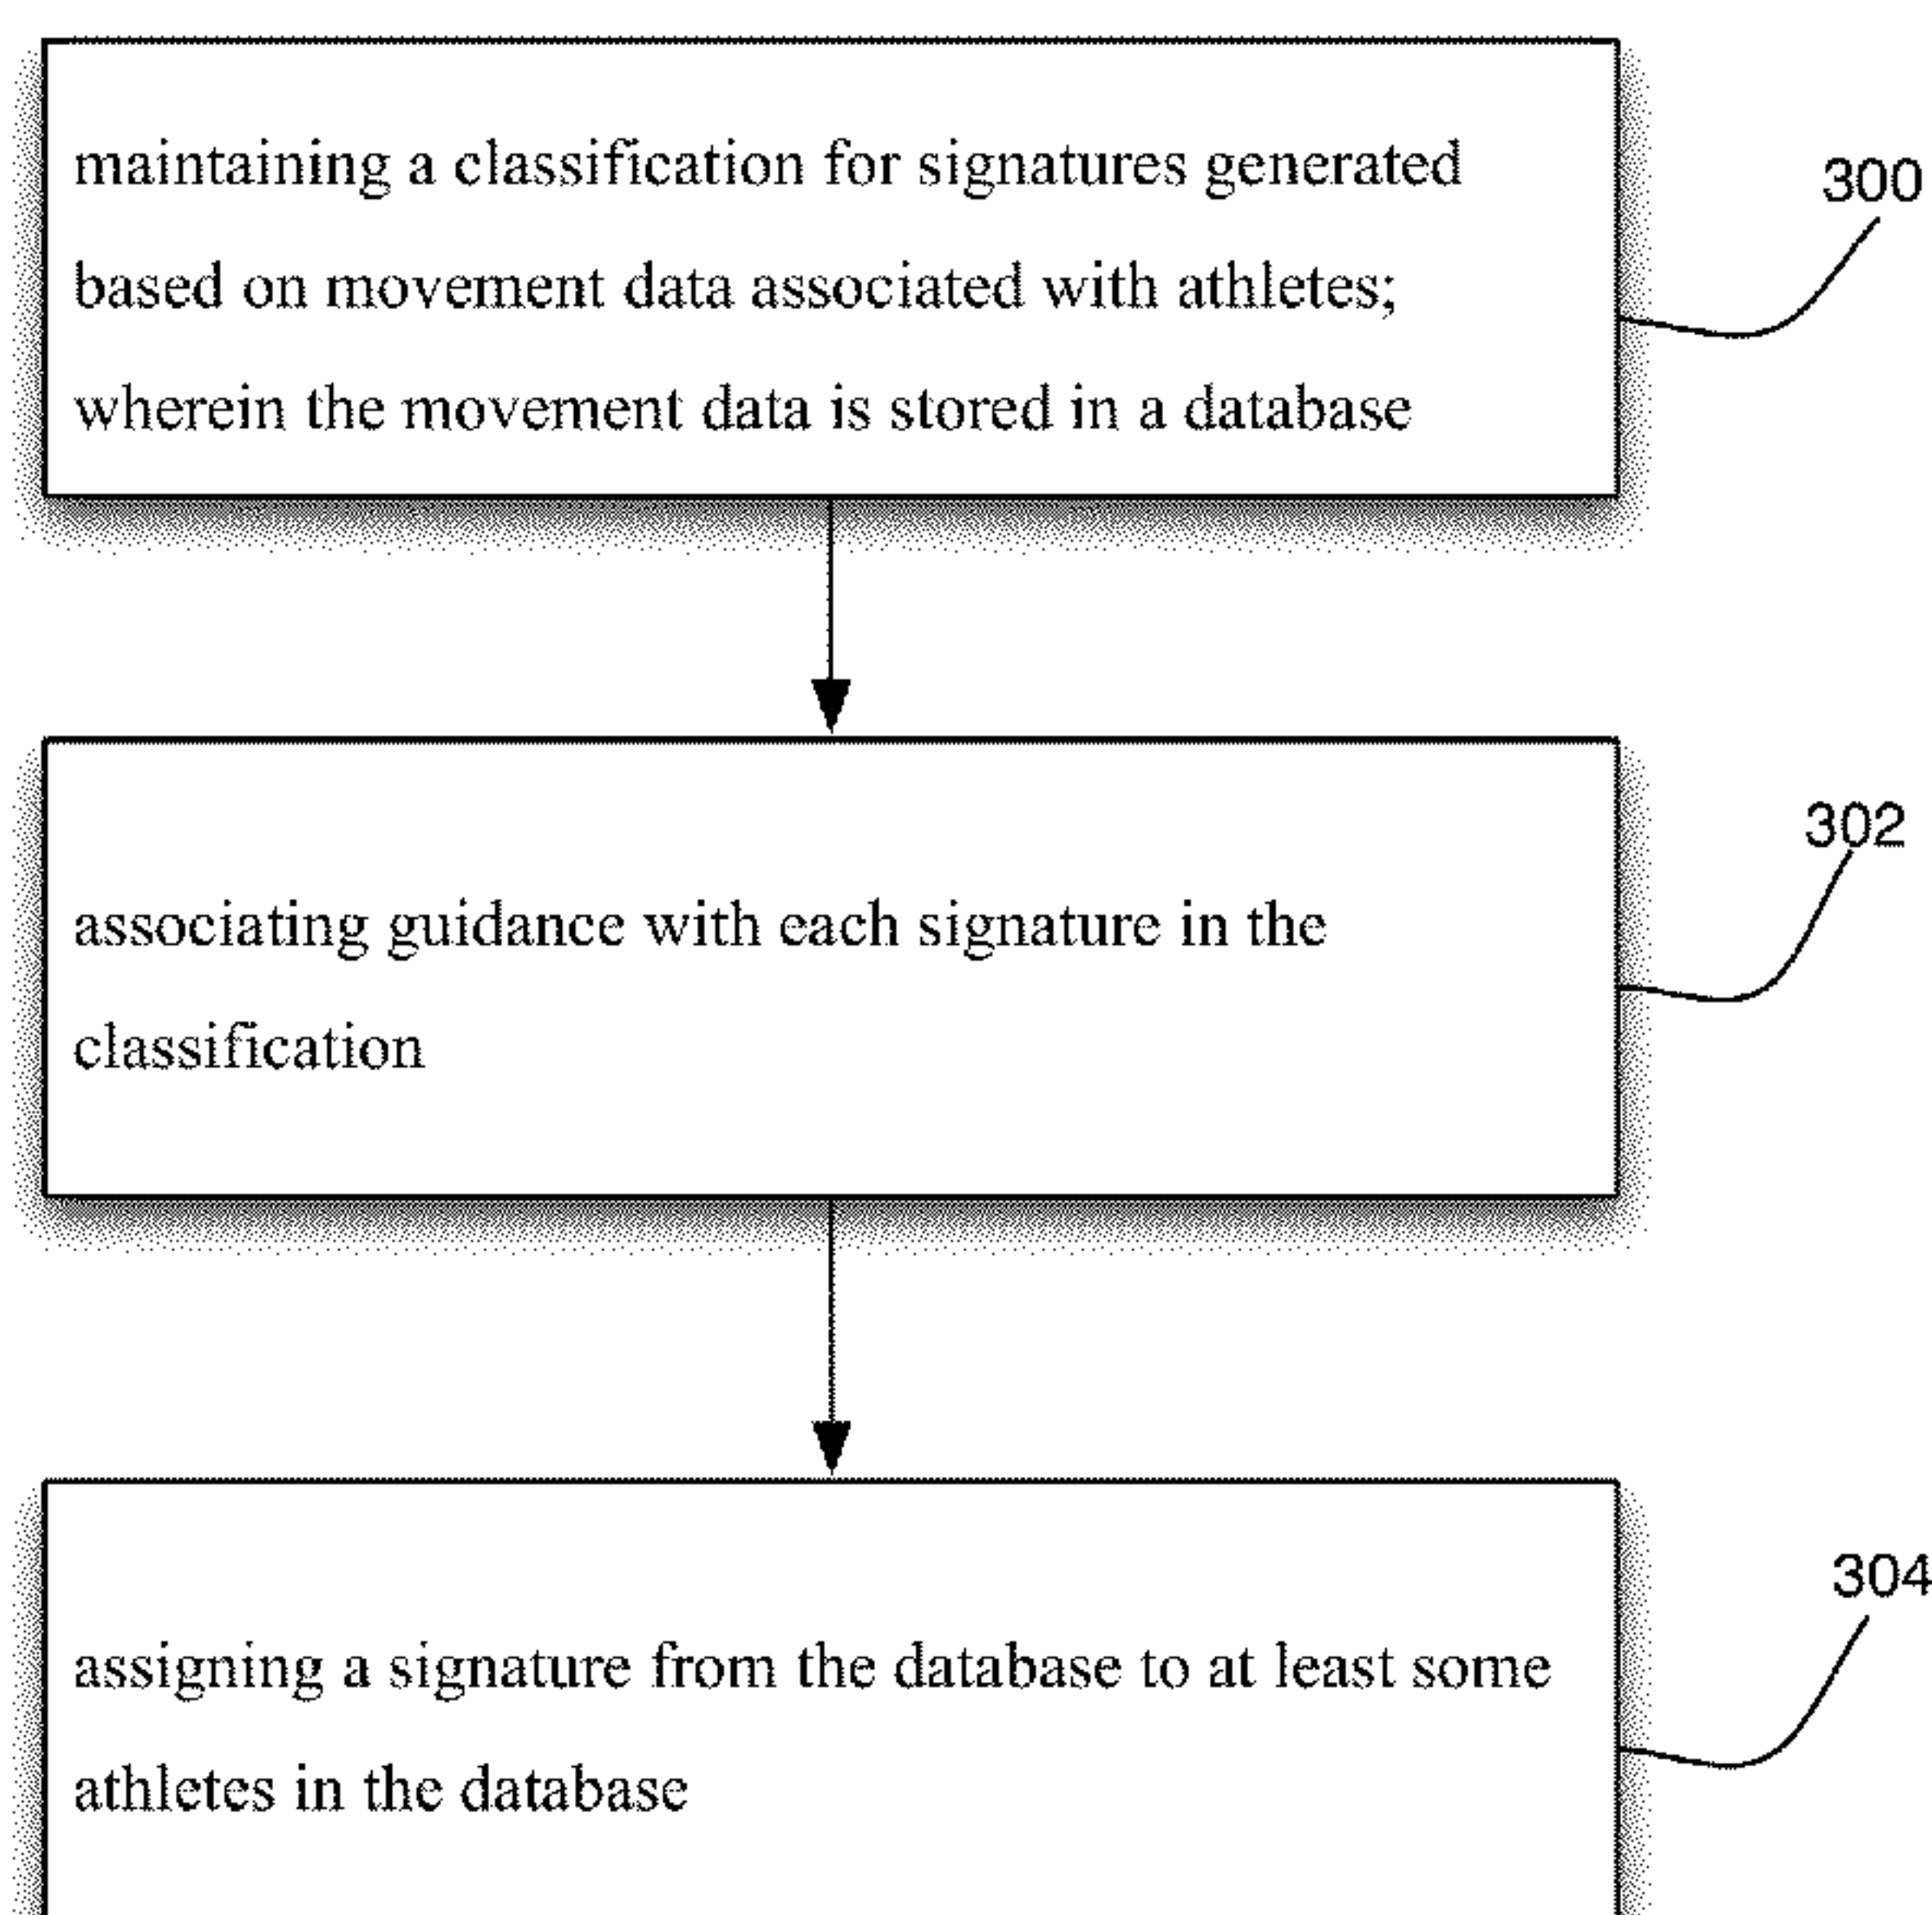 maintaining a classification for signatures generated
300
based on movement data associated with athletes;
wherein the movement data is stored in a database
302
associating guidance with each signature in the
classification
304
assigning a signature from the database to at least some
athletes in the database